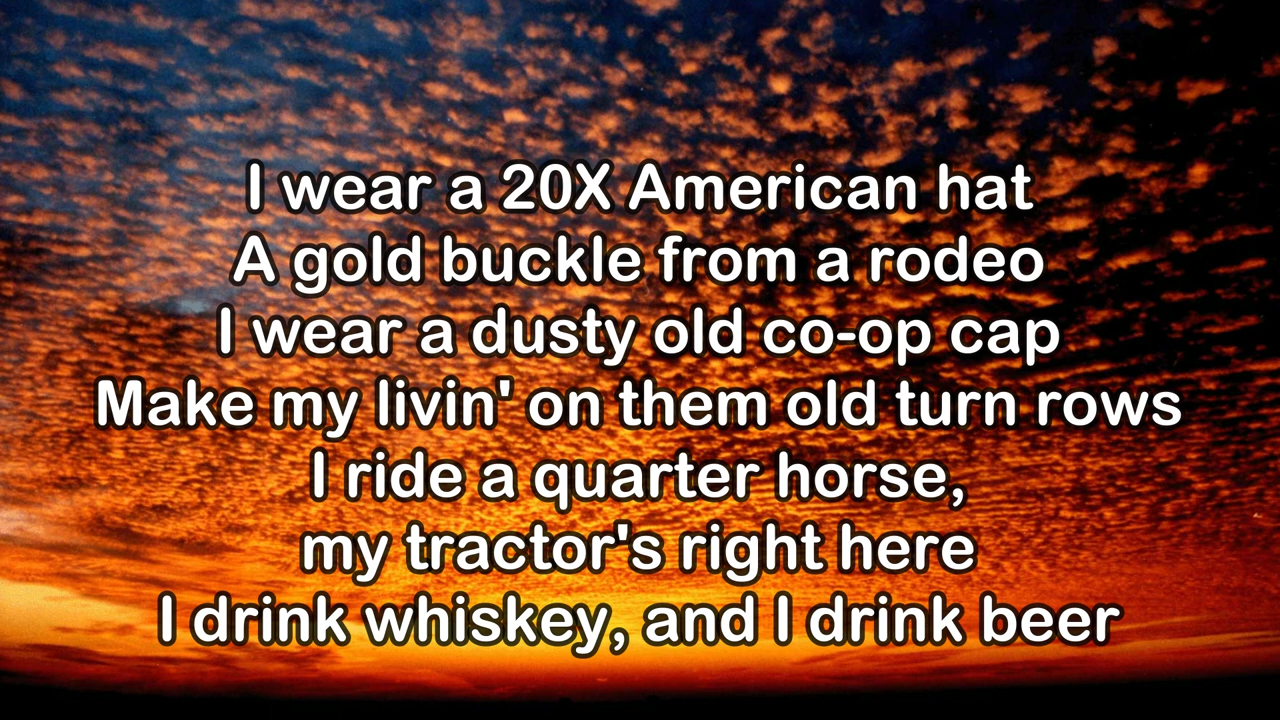 I wear a 20X American hat
A gold buckle from a rodeo
I wear a dusty old co-op cap
Make my livin' on them old turn rows
I ride a quarter horse,
my tractor's right here
I drink whiskey, and I drink beer